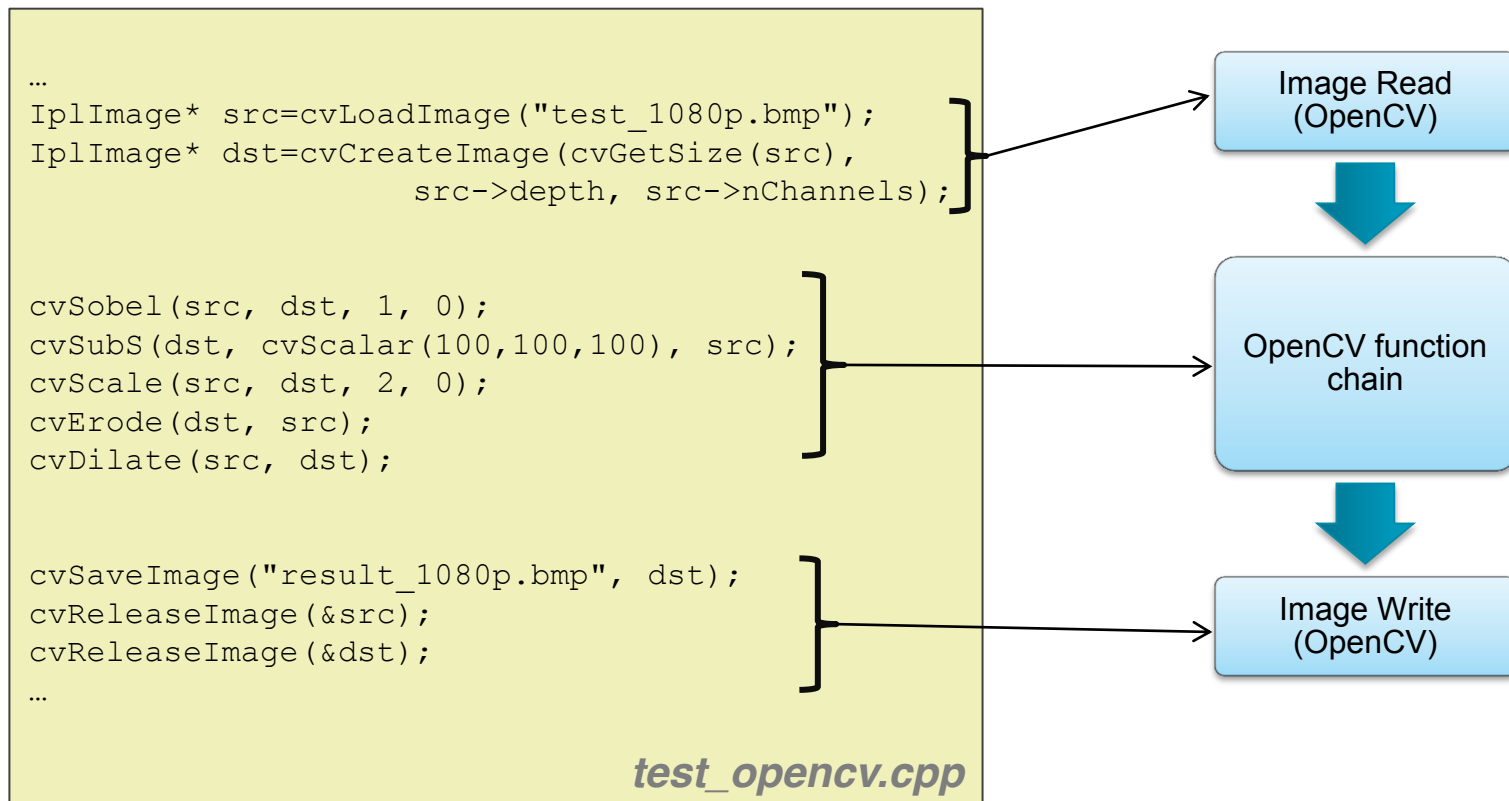 …
IplImage* src=cvLoadImage("test_1080p.bmp");
IplImage* dst=cvCreateImage(cvGetSize(src),
src->depth, src->nChannels);
cvSobel(src, dst, 1, 0);
cvSubS(dst, cvScalar(100,100,100), src);
cvScale(src, dst, 2, 0);
cvErode(dst, src);
cvDilate(src, dst);
cvSaveImage("result_1080p.bmp", dst);
cvReleaseImage(&src);
cvReleaseImage(&dst);
…
test_opencv.cpp
Image Read
(OpenCV)
OpenCV function
chain
Image Write
(OpenCV)